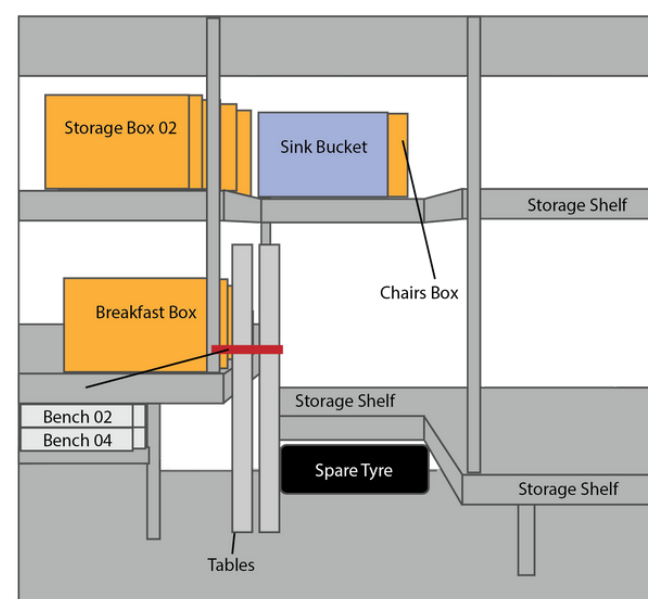 Storage Box 02
Sink Bucket
Storage Shelf
Chairs Box
Breakfast Box
Storage Shelf
Bench 02
Bench 04
Spare Tyre
Storage Shelf
Tables